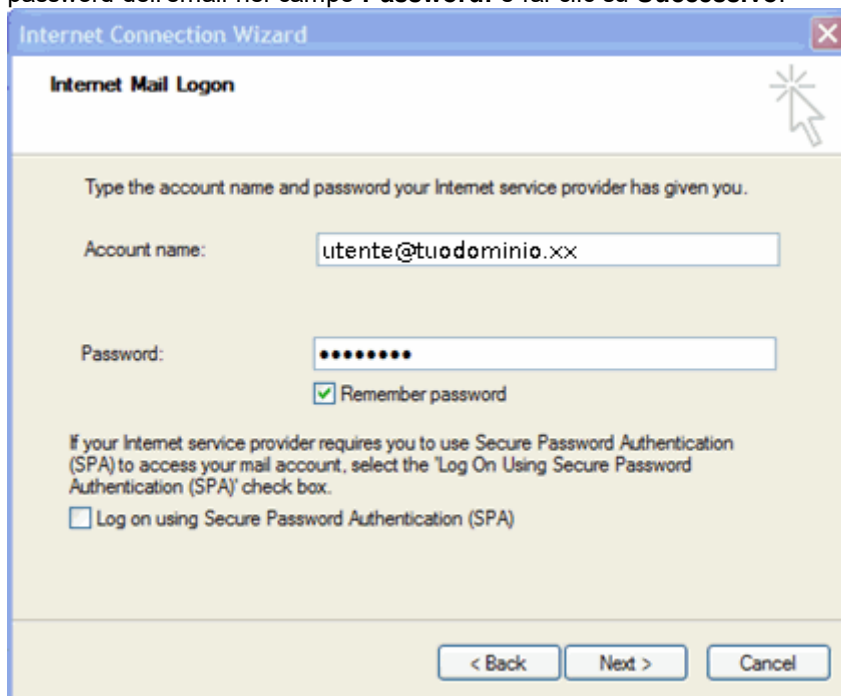 password dell'email nel campo Password: e fai clic su Successivo.
Internet Connection Wizard
Internet Mail Logon
Type the account name and password your Internet service provider has given you.
Account name:
utente@tuodominio.xx
Password:
••••••••
Remember password
If your Internet service provider requires you to use Secure Password Authentication
(SPA) to access your mail account, select the 'Log On Using Secure Password
Authentication (SPA)' check box.
Log on using Secure Password Authentication (SPA)
< Back
Next >
Cancel